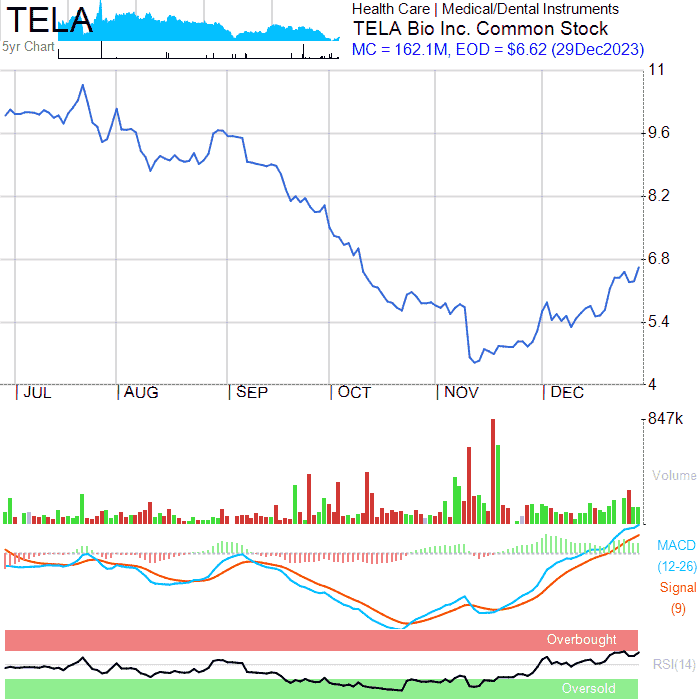 TELA
5yr Chart
Health Care | Medical/Dental Instruments
TELA Bio Inc. Common Stock
MC = 162.1M, EOD = $6.62 (29Dec2023)
11
9.6
8.2
6.8
5.4
4
JUL AUG SEP OCT NOV DEC
847k
Volume
MACD
(12-26)
Signal
(9)
Overbought
RSI(14)
Oversold